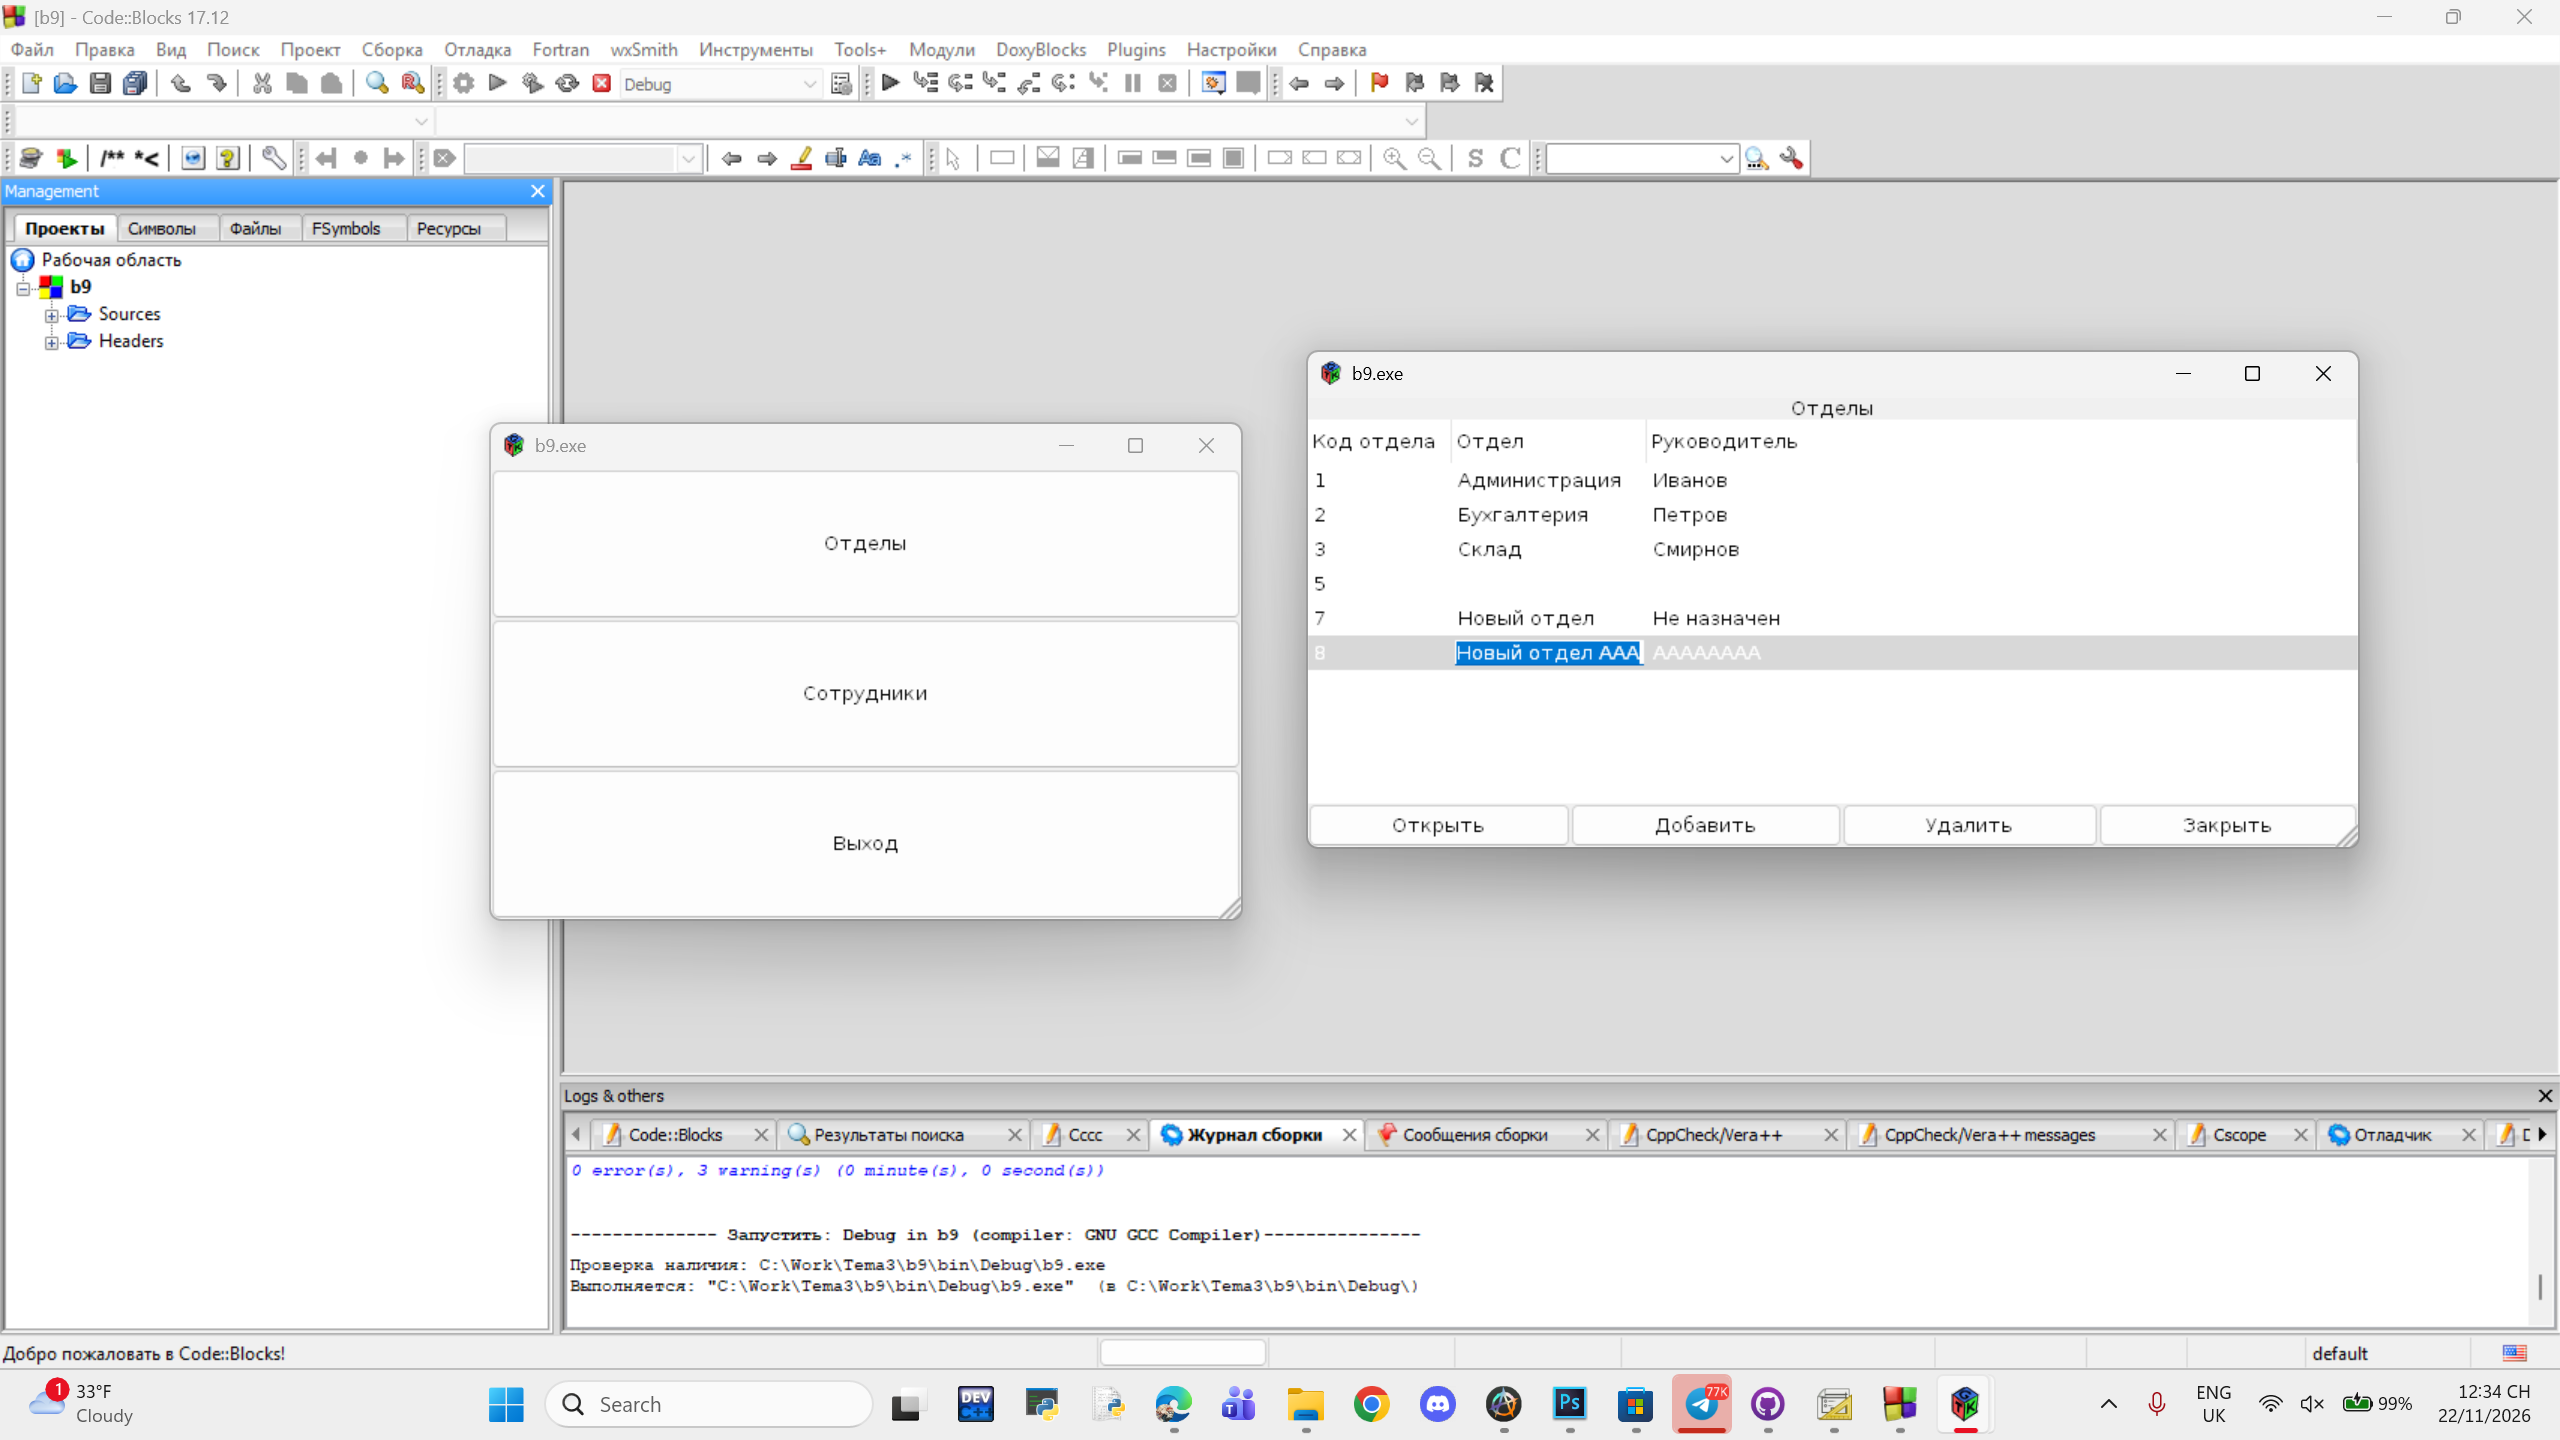 [b9] - Code::Blocks 17.12
Файл Правка Вид Поиск Проект Сборка Отладка Fortran wxSmith Инструменты Tools+ Модули DoxyBlocks Plugins Настройки Справка
Debug
/** *<
Aa .*
S C
Management
Проекты Символы Файлы FSymbols Ресурсы
Рабочая область
b9
Sources
Headers
b9.exe
Отделы
Сотрудники
Выход
b9.exe
Отделы
Код отдела Отдел Руководитель
1 Администрация Иванов
2 Бухгалтерия Петров
3 Склад Смирнов
5
7 Новый отдел Не назначен
8 Новый отдел ААА АААААААА
Открыть Добавить Удалить Закрыть
Logs & others
Code::Blocks Результаты поиска Cccc Журнал сборки Сообщения сборки CppCheck/Vera++ CppCheck/Vera++ messages Cscope Отладчик
0 error(s), 3 warning(s) (0 minute(s), 0 second(s))
-------------- Запустить: Debug in b9 (compiler: GNU GCC Compiler)---------------
Проверка наличия: C:\Work\Tema3\b9\bin\Debug\b9.exe
Выполняется: "C:\Work\Tema3\b9\bin\Debug\b9.exe" (в C:\Work\Tema3\b9\bin\Debug\)
Добро пожаловать в Code::Blocks!
default
1
33°F
Cloudy
Search
DEV C++
Ps
77K
ENG
UK
99%
12:34 CH
22/11/2026